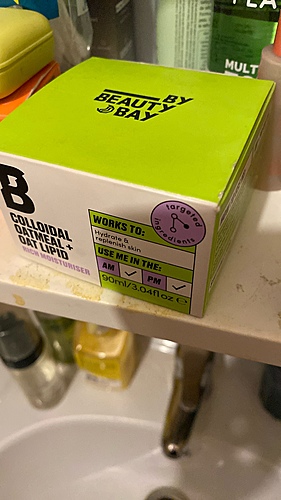 BY
BEAUTY
BAY
B
COLLOIDAL
OATMEAL +
OAT LIPID
RICH MOISTURISER
WORKS TO:
Hydrate &
replenish skin
USE ME IN THE:
AM
PM
90ml/3.04fl oz e
targeted
ingredients
MULT